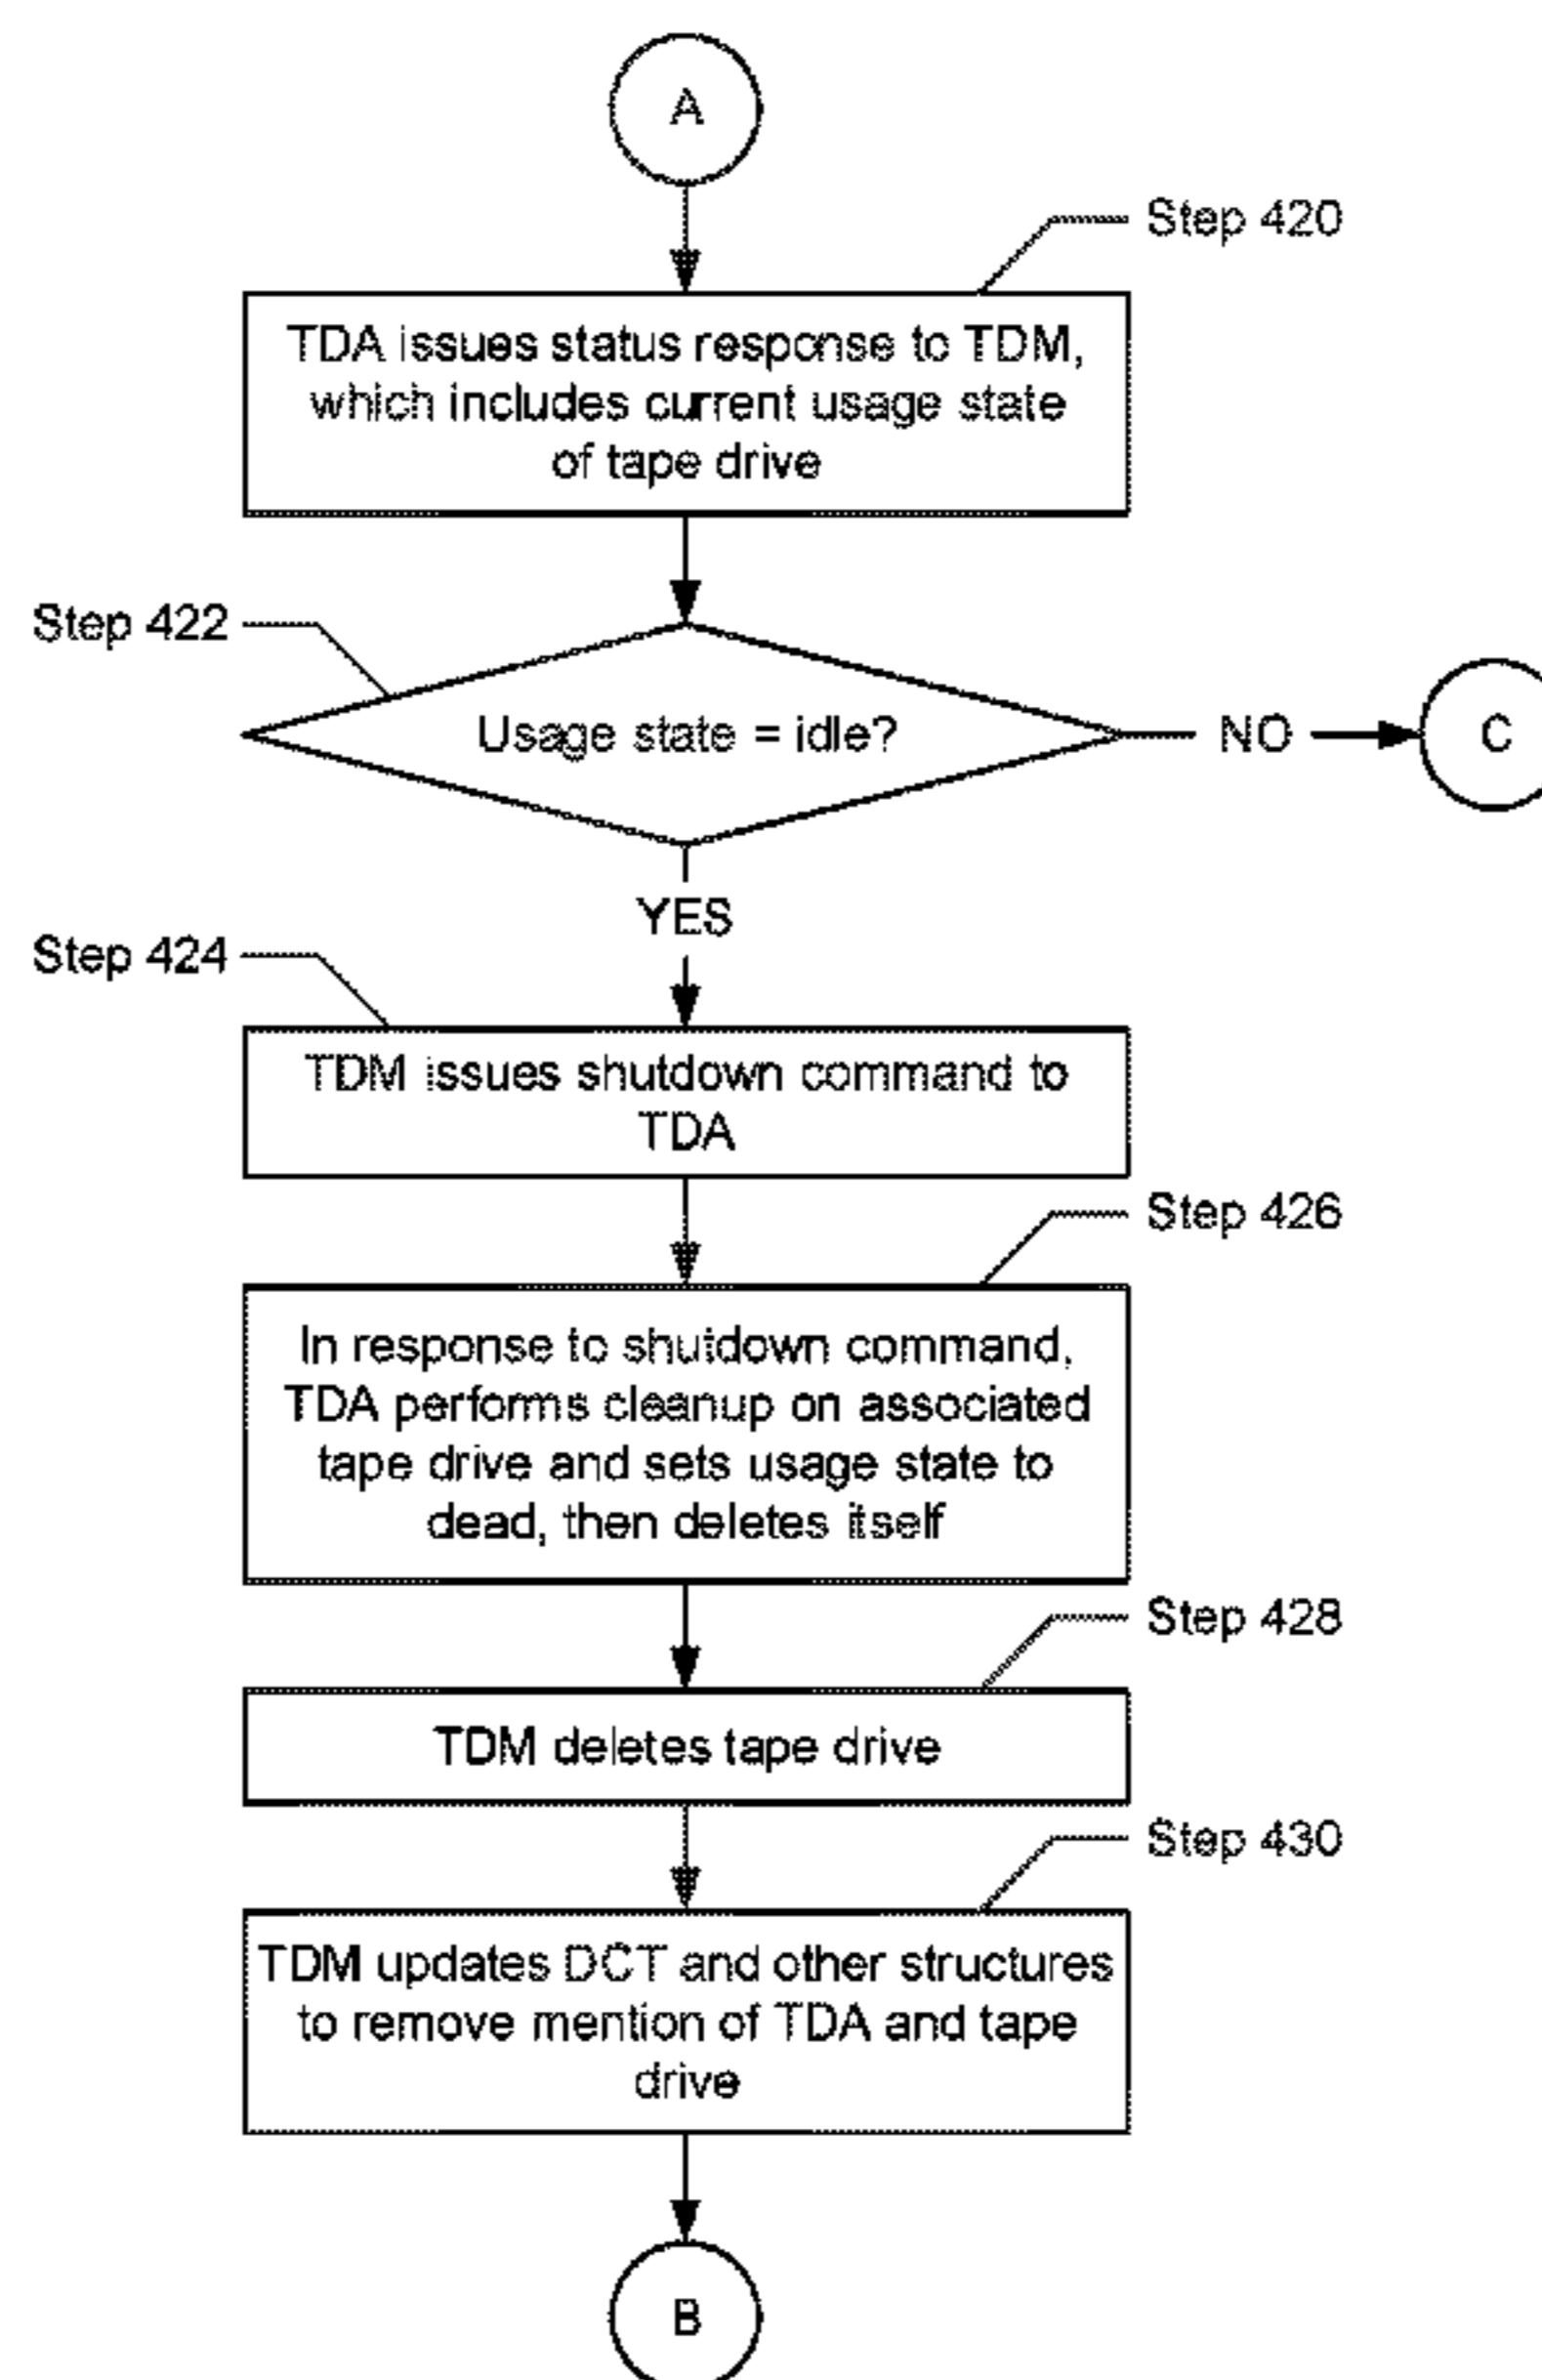 A
Step 420
TDA issues status response to TDM,
which includes current usage state
of tape drive
Step 422
Usage state = idle?
NO
C
YES
Step 424
TDM issues shutdown command to
TDA
Step 426
In response to shutdown command,
TDA performs cleanup on associated
tape drive and sets usage state to
dead, then deletes itself
Step 428
TDM deletes tape drive
Step 430
TDM updates DCT and other structures
to remove mention of TDA and tape
drive
B